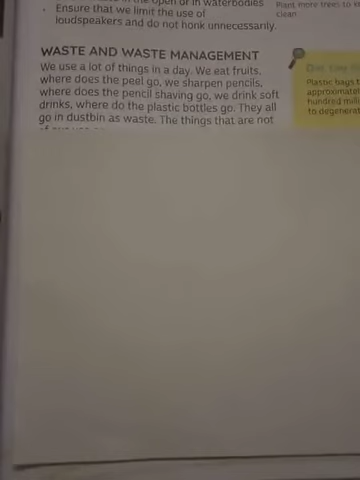 the open or in waterbodies
• Ensure that we limit the use of
loudspeakers and do not honk unnecessarily.
Plant more trees to
clean
WASTE AND WASTE MANAGEMENT
We use a lot of things in a day. We eat fruits,
where does the peel go, we sharpen pencils,
where does the pencil shaving go, we drink soft
drinks, where do the plastic bottles go. They all
go in dustbin as waste. The things that are not
Plastic bags
hundred
to